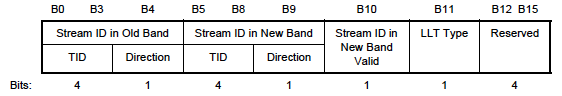 B0 B3 B4 B5 B8 B9 B10 B11 B12 B15
Stream ID in Old Band Stream ID in New Band Stream ID in New Band Valid LLT Type Reserved
TID Direction TID Direction
Bits: 4 1 4 1 1 1 4